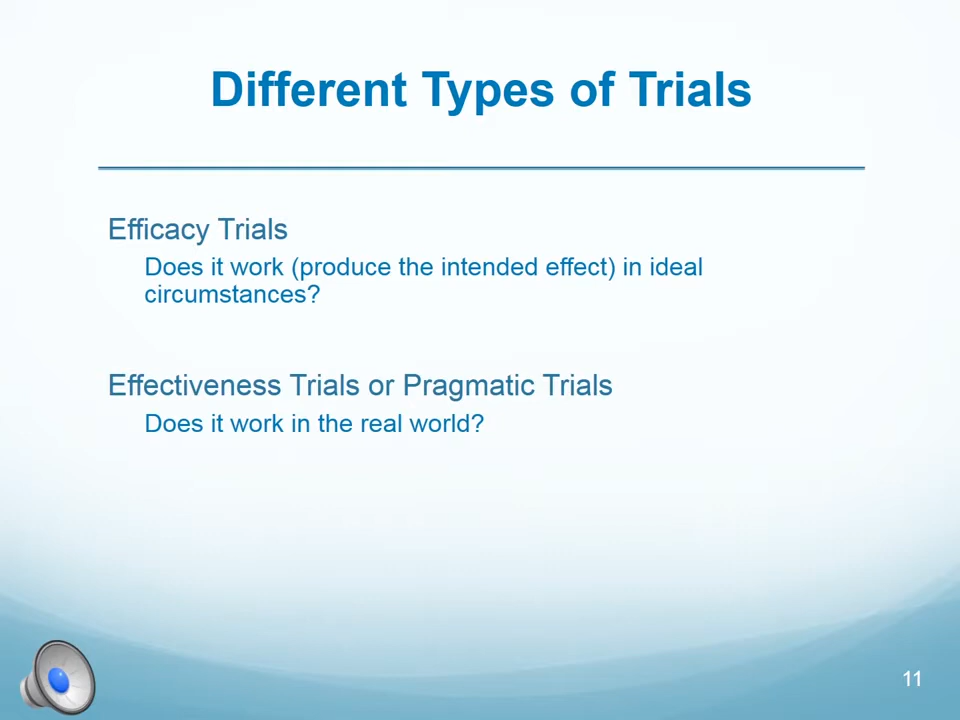 Different Types of Trials
Efficacy Trials
Does it work (produce the intended effect) in ideal
circumstances?
Effectiveness Trials or Pragmatic Trials
Does it work in the real world?
11